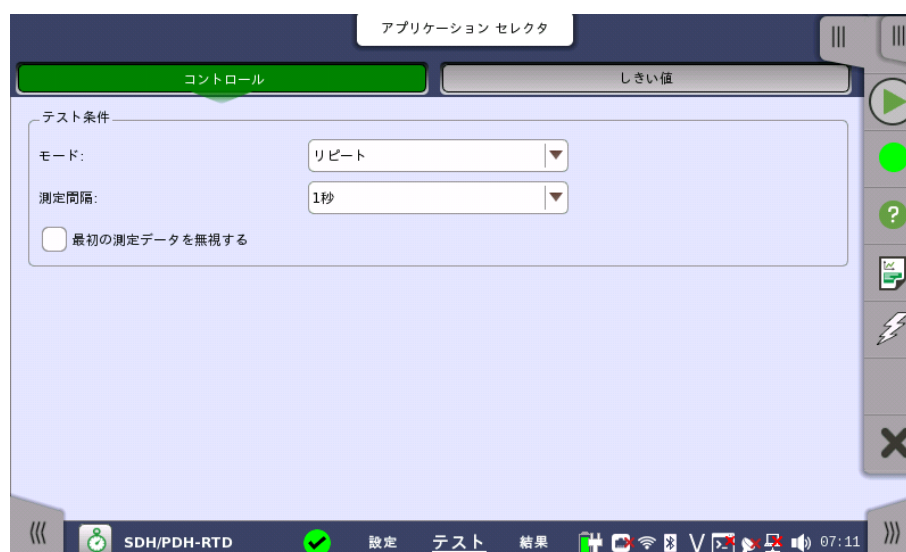 アプリケーション セレクタ
コントロール
しきい値
テスト条件
モード:
リピート
測定間隔:
1秒
最初の測定データを無視する
SDH/PDH-RTD
設定
テスト
結果
07:11